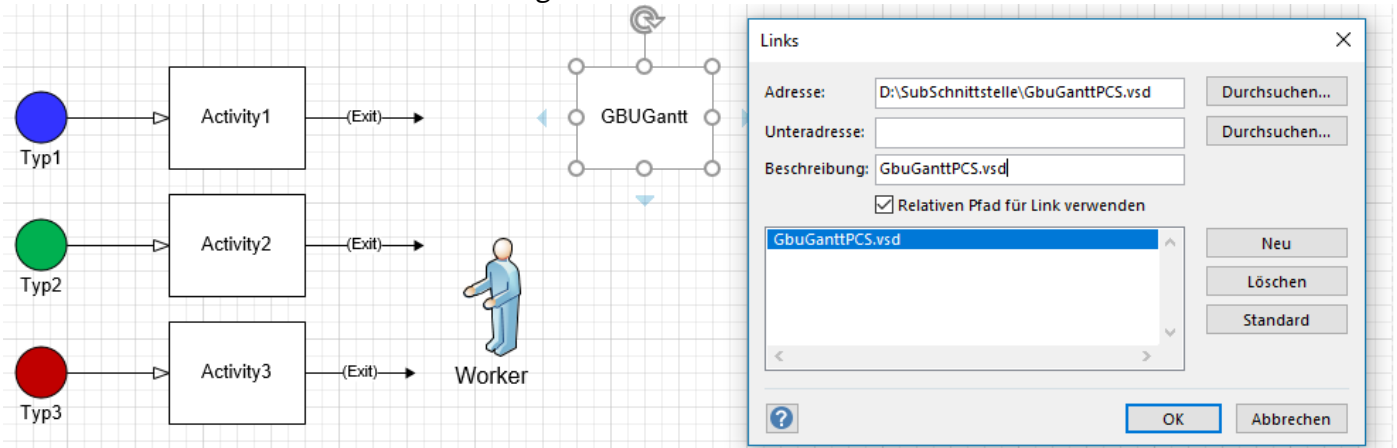 Activity1
(Exit)
Typ1
Activity2
(Exit)
Typ2
Activity3
(Exit)
Typ3
Worker
GBUGantt
Links
Adresse: D:\SubSchnittstelle\GbuGanttPCS.vsd Durchsuchen...
Unteradresse: Durchsuchen...
Beschreibung: GbuGanttPCS.vsd
Relativen Pfad für Link verwenden
GbuGanttPCS.vsd
Neu
Löschen
Standard
OK Abbrechen